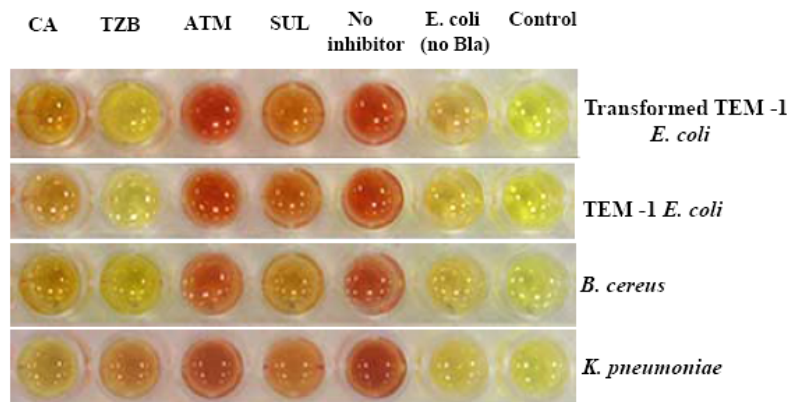 CA TZB ATM SUL No inhibitor E. coli (no Bla) Control
Transformed TEM -1
E. coli
TEM -1 E. coli
B. cereus
K. pneumoniae